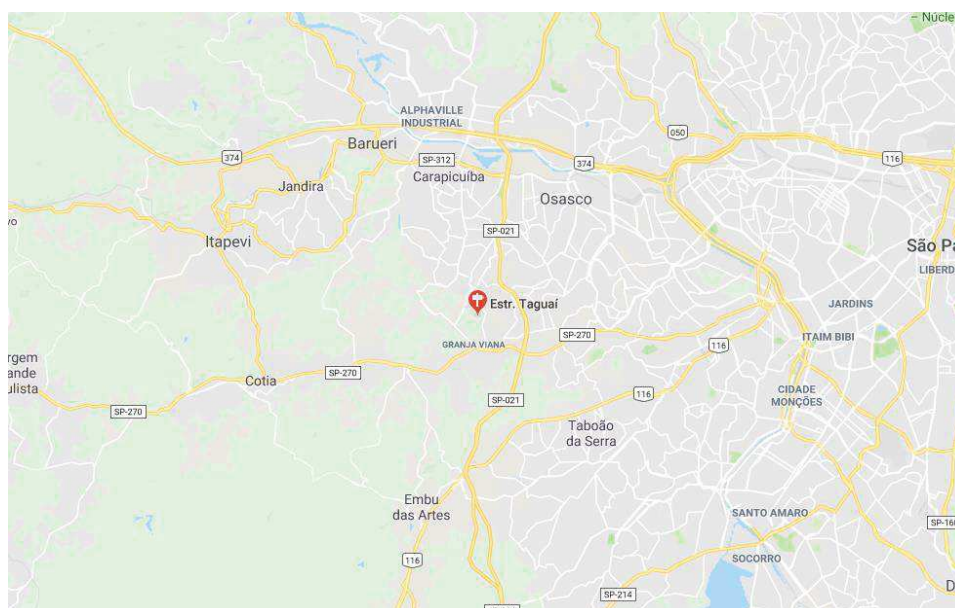 – Núcle
ALPHAVILLE
INDUSTRIAL
050
Barueri
374
SP-312
374
116
Carapicuíba
Jandira
Osasco
vo
SP-021
Itapevi
São Pa
LIBERD
Estr. Taguaí
JARDINS
SP-270
ITAIM BIBI
GRANJA VIANA
116
argem
ande
ulista
Cotia
SP-270
SP-270
SP-021
116
CIDADE
MONÇÕES
Taboão
da Serra
Embu
das Artes
SANTO AMARO
SP-160
116
SOCORRO
D
SP-214